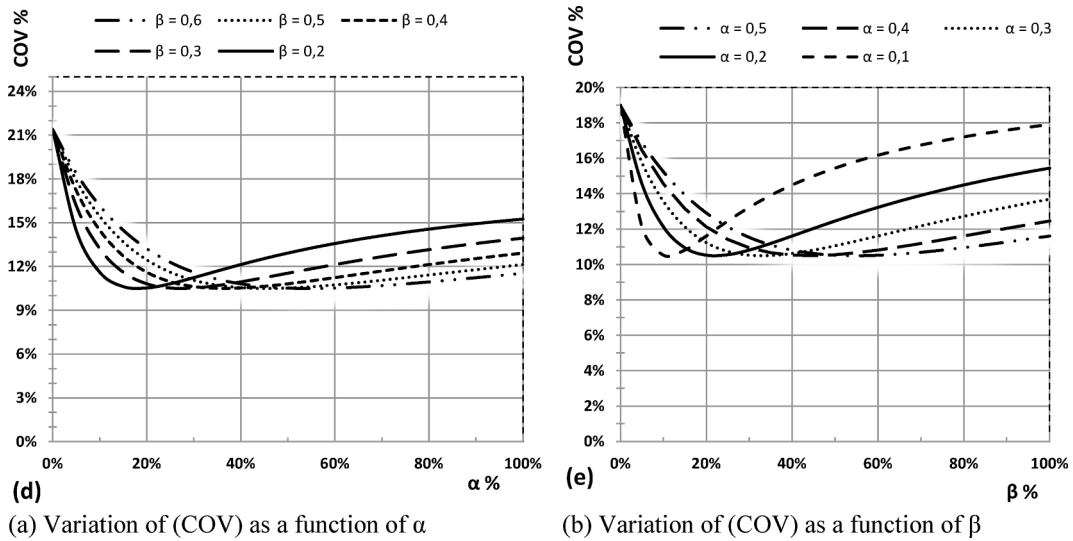 β = 0,6 β = 0,5 β = 0,4
β = 0,3 β = 0,2
COV %
24%
21%
18%
15%
12%
9%
6%
3%
0%
0% 20% 40% 60% 80% 100%
(d) α %
(a) Variation of (COV) as a function of α
α = 0,5 α = 0,4 α = 0,3
α = 0,2 α = 0,1
COV %
20%
18%
16%
14%
12%
10%
8%
6%
4%
2%
0%
0% 20% 40% 60% 80% 100%
(e) β %
(b) Variation of (COV) as a function of β